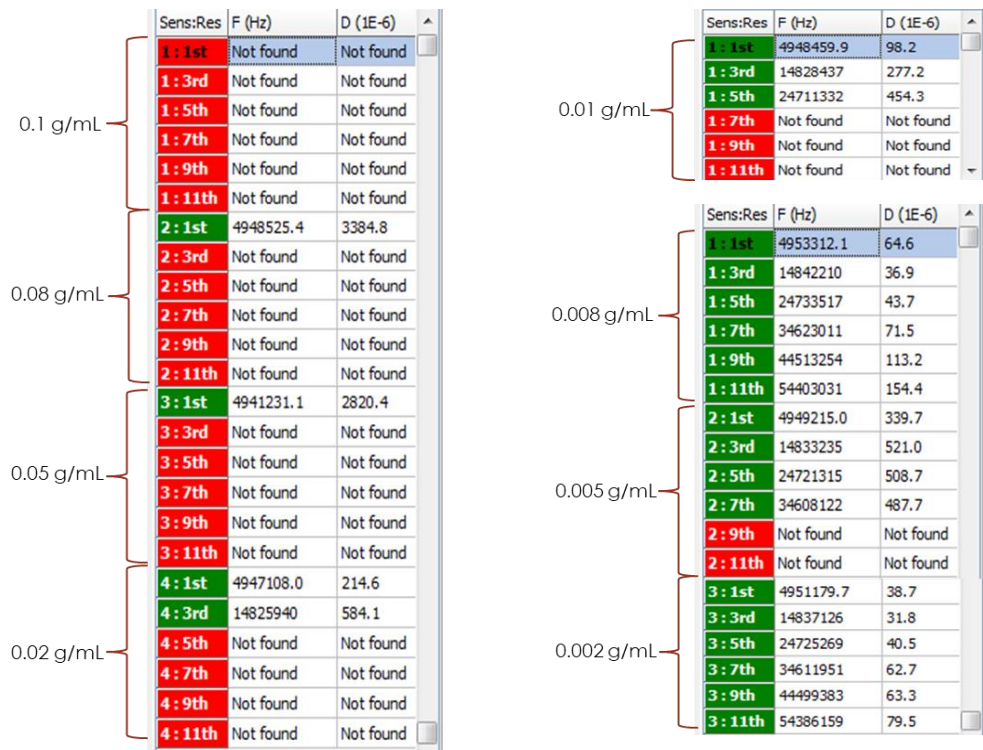 Sens:Res F (Hz) D (1E-6)
0.1 g/mL
1 : 1st Not found Not found
1 : 3rd Not found Not found
1 : 5th Not found Not found
1 : 7th Not found Not found
1 : 9th Not found Not found
1 : 11th Not found Not found
0.08 g/mL
2 : 1st 4948525.4 3384.8
2 : 3rd Not found Not found
2 : 5th Not found Not found
2 : 7th Not found Not found
2 : 9th Not found Not found
2 : 11th Not found Not found
0.05 g/mL
3 : 1st 4941231.1 2820.4
3 : 3rd Not found Not found
3 : 5th Not found Not found
3 : 7th Not found Not found
3 : 9th Not found Not found
3 : 11th Not found Not found
0.02 g/mL
4 : 1st 4947108.0 214.6
4 : 3rd 14825940 584.1
4 : 5th Not found Not found
4 : 7th Not found Not found
4 : 9th Not found Not found
4 : 11th Not found Not found
Sens:Res F (Hz) D (1E-6)
0.01 g/mL
1 : 1st 4948459.9 98.2
1 : 3rd 14828437 277.2
1 : 5th 24711332 454.3
1 : 7th Not found Not found
1 : 9th Not found Not found
1 : 11th Not found Not found
Sens:Res F (Hz) D (1E-6)
0.008 g/mL
1 : 1st 4953312.1 64.6
1 : 3rd 14842210 36.9
1 : 5th 24733517 43.7
1 : 7th 34623011 71.5
1 : 9th 44513254 113.2
1 : 11th 54403031 154.4
0.005 g/mL
2 : 1st 4949215.0 339.7
2 : 3rd 14833235 521.0
2 : 5th 24721315 508.7
2 : 7th 34608122 487.7
2 : 9th Not found Not found
2 : 11th Not found Not found
0.002 g/mL
3 : 1st 4951179.7 38.7
3 : 3rd 14837126 31.8
3 : 5th 24725269 40.5
3 : 7th 34611951 62.7
3 : 9th 44499383 63.3
3 : 11th 54386159 79.5